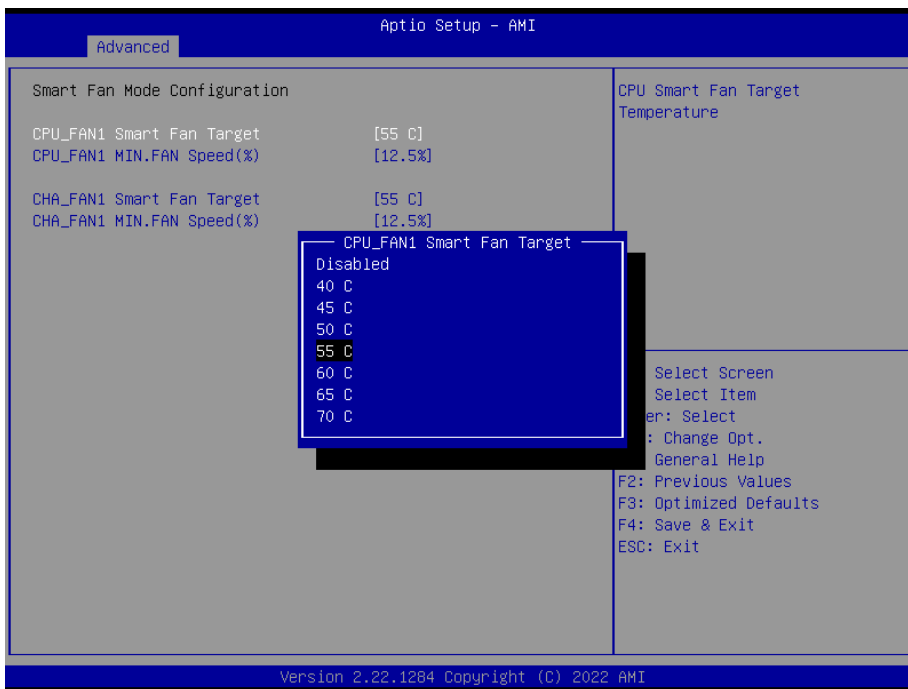 Aptio Setup – AMI
Advanced
Smart Fan Mode Configuration
CPU_FAN1 Smart Fan Target [55 C]
CPU_FAN1 MIN.FAN Speed(%) [12.5%]
CHA_FAN1 Smart Fan Target [55 C]
CHA_FAN1 MIN.FAN Speed(%) [12.5%]
CPU_FAN1 Smart Fan Target
Disabled
40 C
45 C
50 C
55 C
60 C
65 C
70 C
CPU Smart Fan Target
Temperature
Select Screen
Select Item
er: Select
: Change Opt.
General Help
F2: Previous Values
F3: Optimized Defaults
F4: Save & Exit
ESC: Exit
Version 2.22.1284 Copyright (C) 2022 AMI